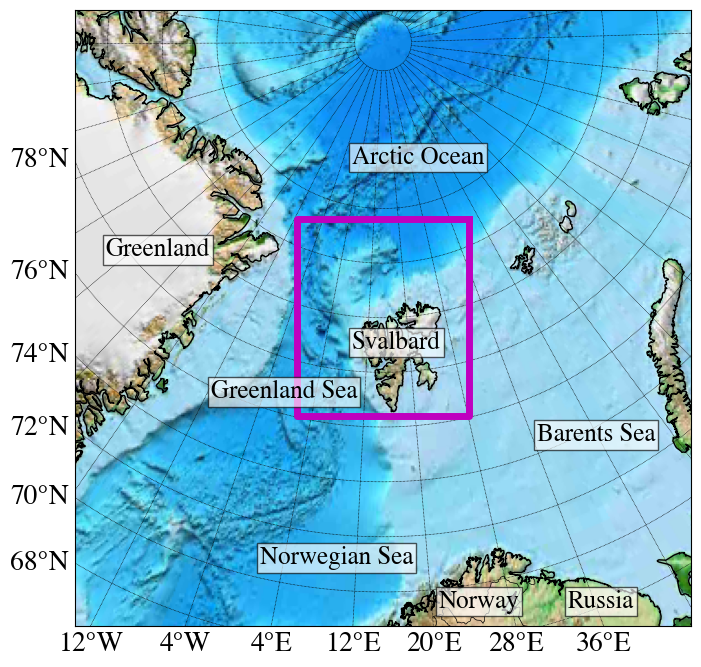 Arctic Ocean
78°N
Greenland
76°N
Svalbard
74°N
Greenland Sea
72°N
Barents Sea
70°N
Norwegian Sea
68°N
Norway
Russia
12°W 4°W 4°E 12°E 20°E 28°E 36°E